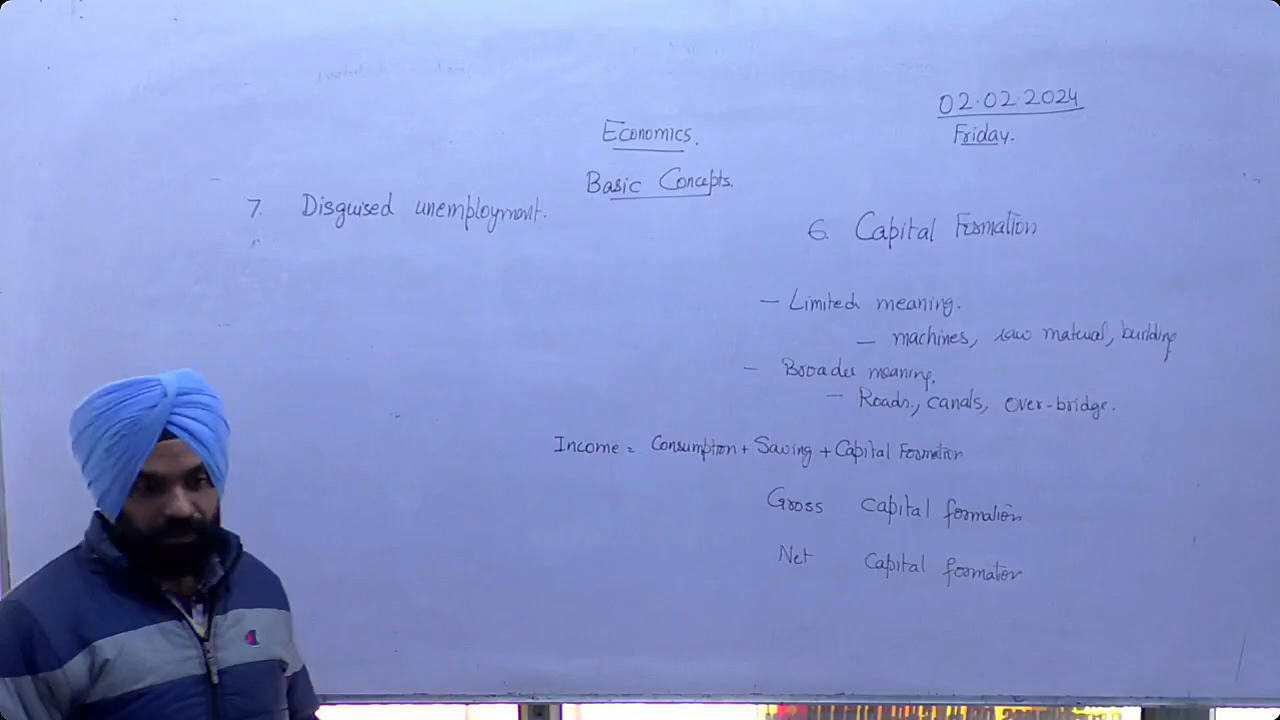 02.02.2024
Friday.
Economics.
Basic Concepts.
7. Disguised unemployment.
6. Capital Formation
- Limited meaning.
- machines, raw material, building
- Broader meaning.
- Roads, canals, over-bridge.
Income = Consumption + Saving + Capital Formation
Gross Capital formation
Net Capital formation